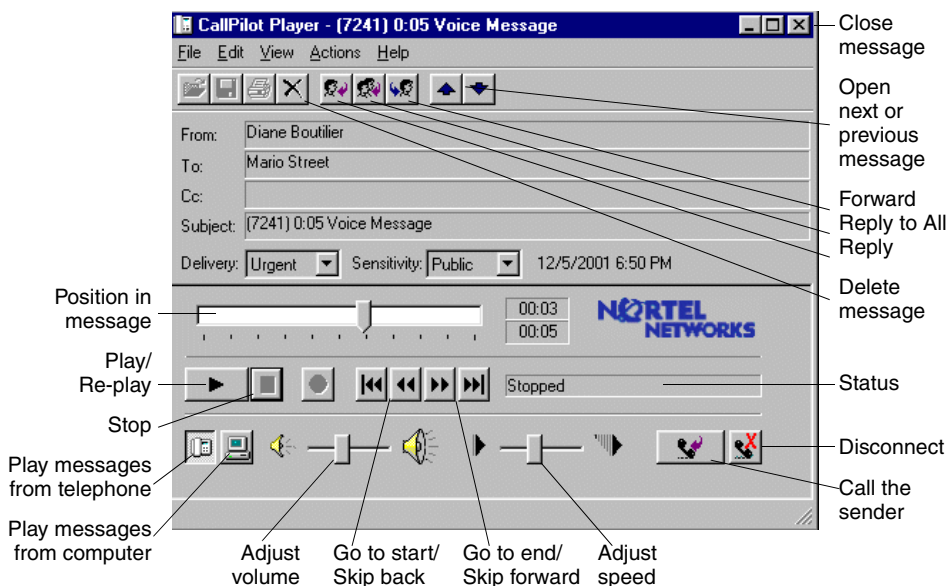 CallPilot Player - (7241) 0:05 Voice Message
Close
message
File Edit View Actions Help
Open
next or
previous
message
From: Diane Boutilier
To: Mario Street
Cc:
Subject: (7241) 0:05 Voice Message
Forward
Reply to All
Reply
Delivery: Urgent Sensitivity: Public 12/5/2001 6:50 PM
Delete
message
Position in
message
00:03
00:05
NORTEL
NETWORKS
Play/
Re-play
Stopped
Status
Stop
Play messages
from telephone
Disconnect
Call the
sender
Play messages
from computer
Adjust
volume
Go to start/
Skip back
Go to end/
Skip forward
Adjust
speed